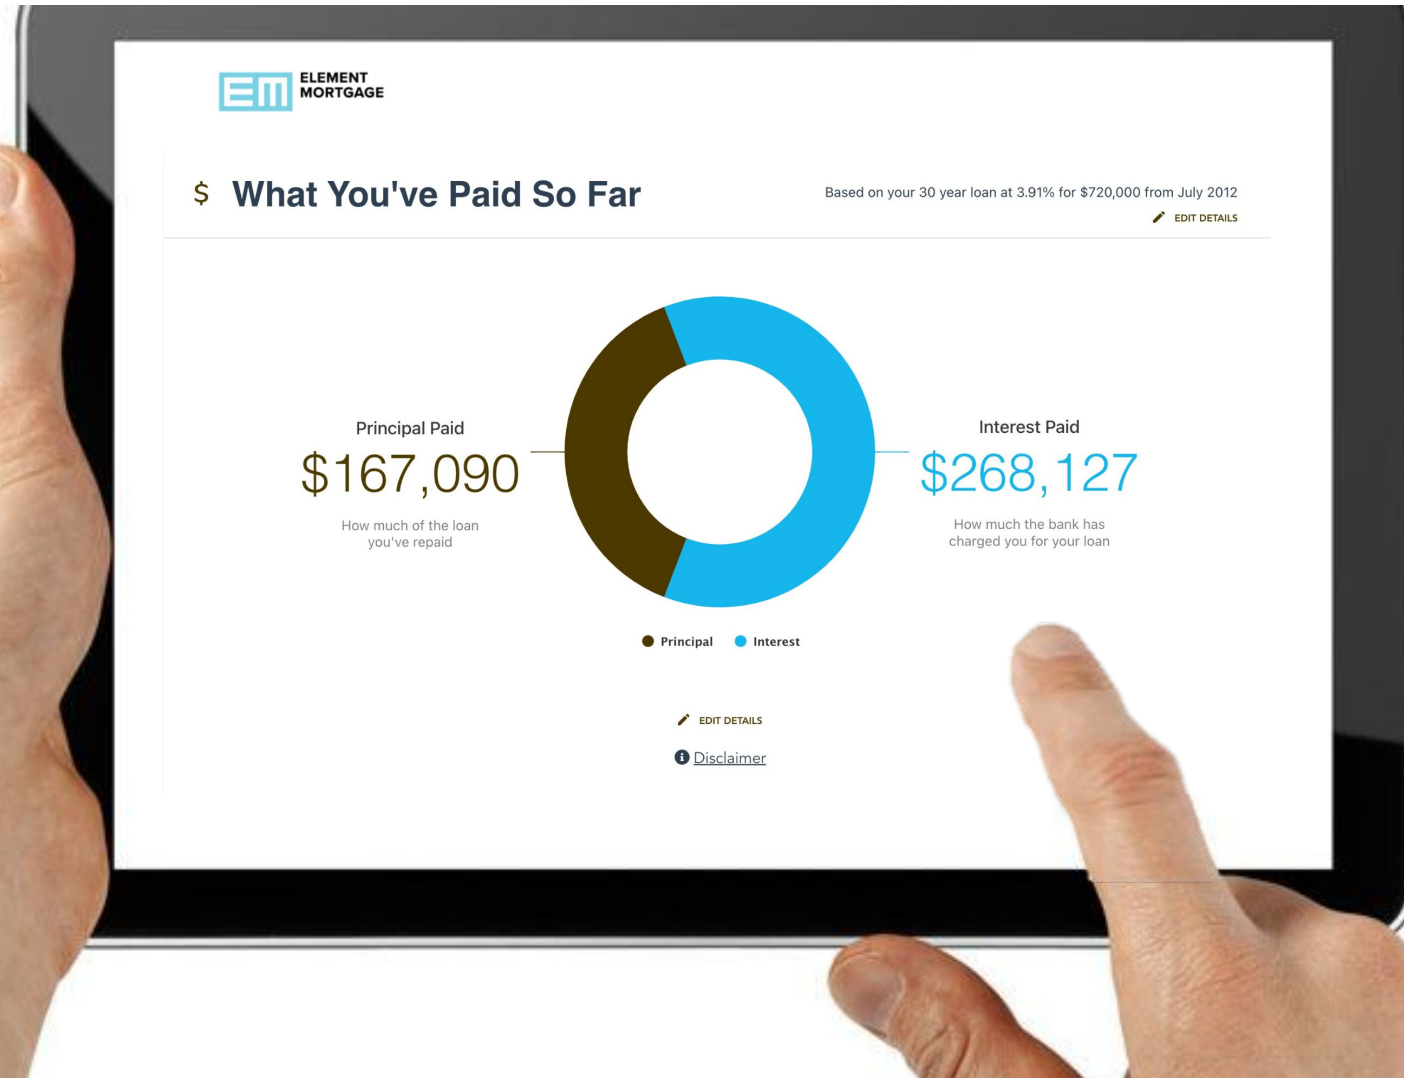 EM ELEMENT
MORTGAGE
$ What You've Paid So Far
Based on your 30 year loan at 3.91% for $720,000 from July 2012
EDIT DETAILS
Principal Paid
$167,090
How much of the loan
you've repaid
Interest Paid
$268,127
How much the bank has
charged you for your loan
Principal Interest
EDIT DETAILS
Disclaimer